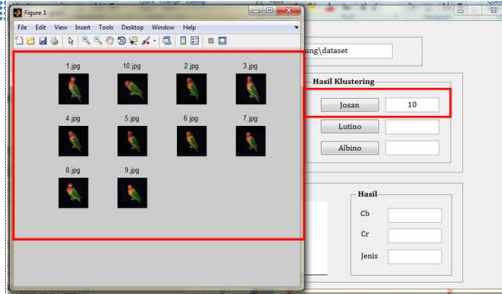 Figure 1
File Edit View Insert Tools Desktop Window Help
1.jpg 10.jpg 2.jpg 3.jpg
4.jpg 5.jpg 6.jpg 7.jpg
8.jpg 9.jpg
ung\dataset
Hasil Klustering
Josan 10
Lutino
Albino
Hasil
Cb
Cr
Jenis